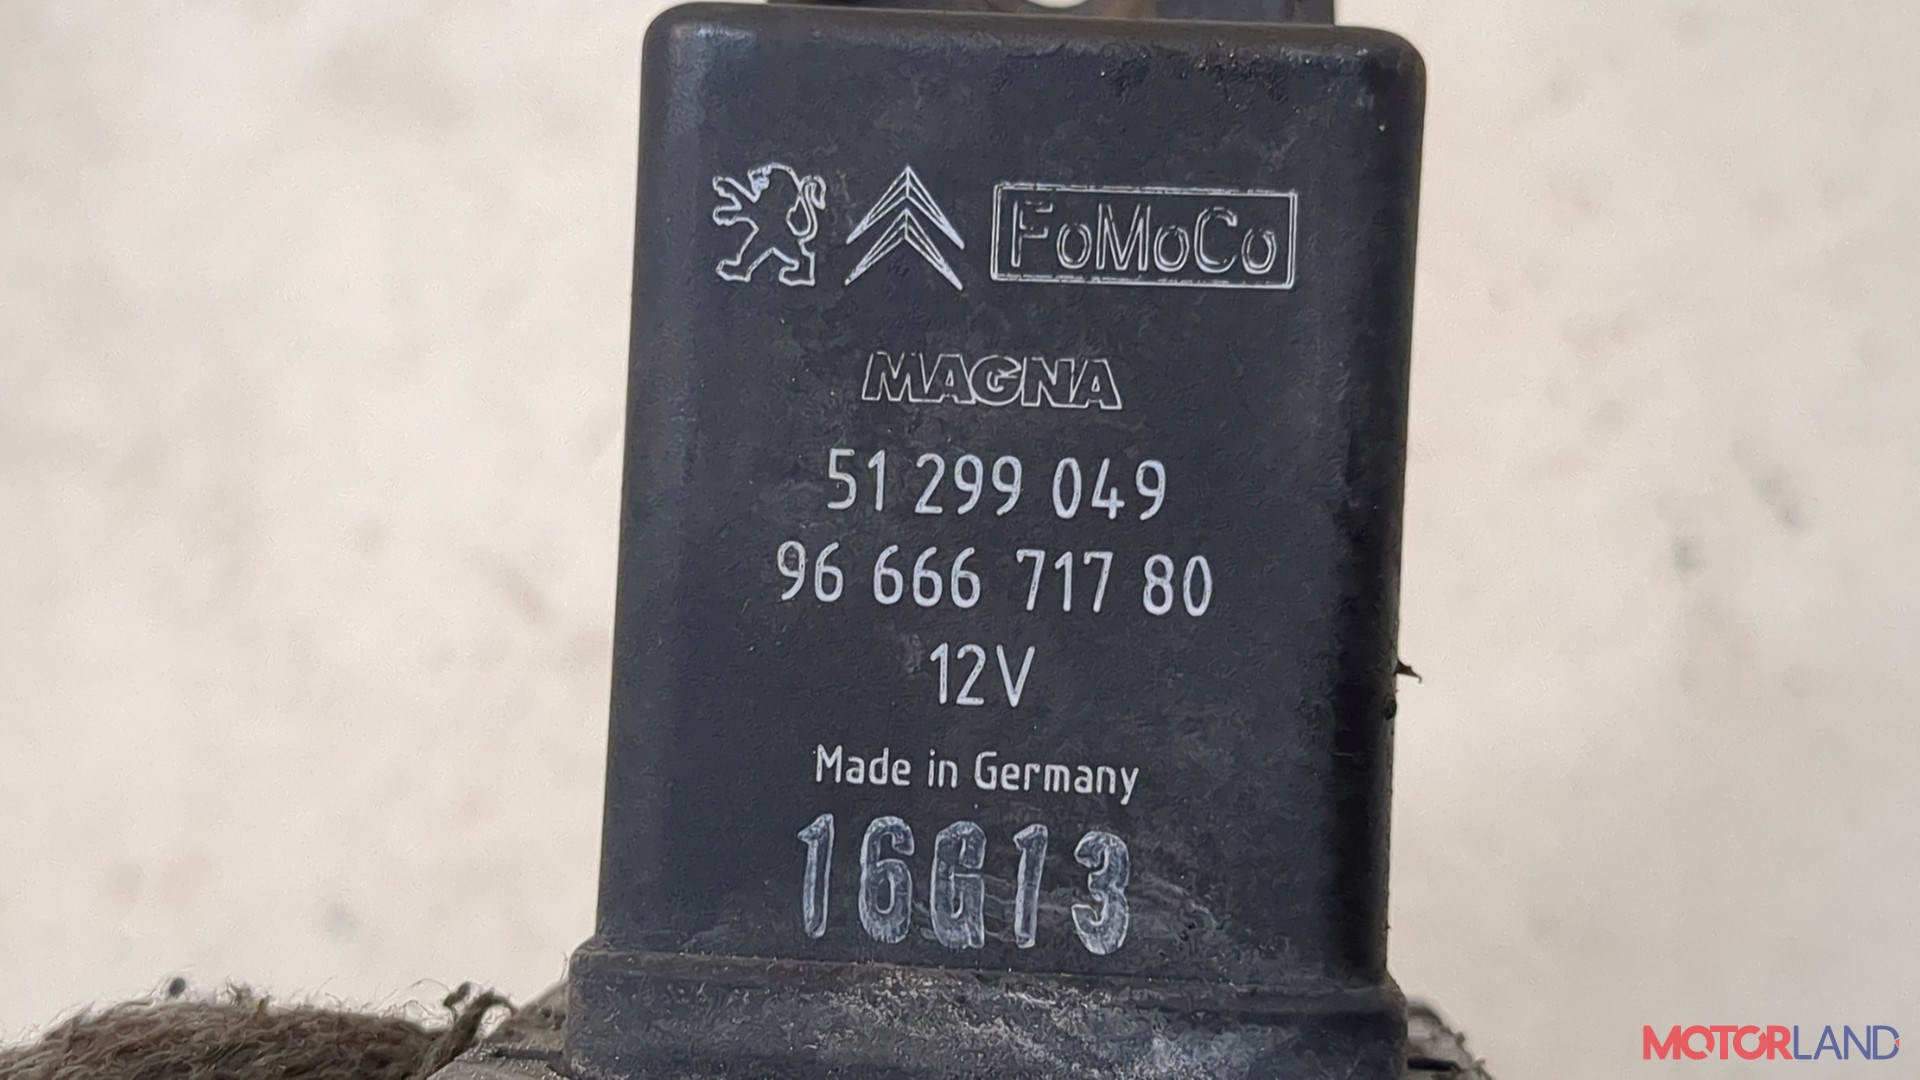 FoMoCo
MAGNA
51 299 049
96 666 717 80
12V
Made in Germany
16G13
MOTORLAND